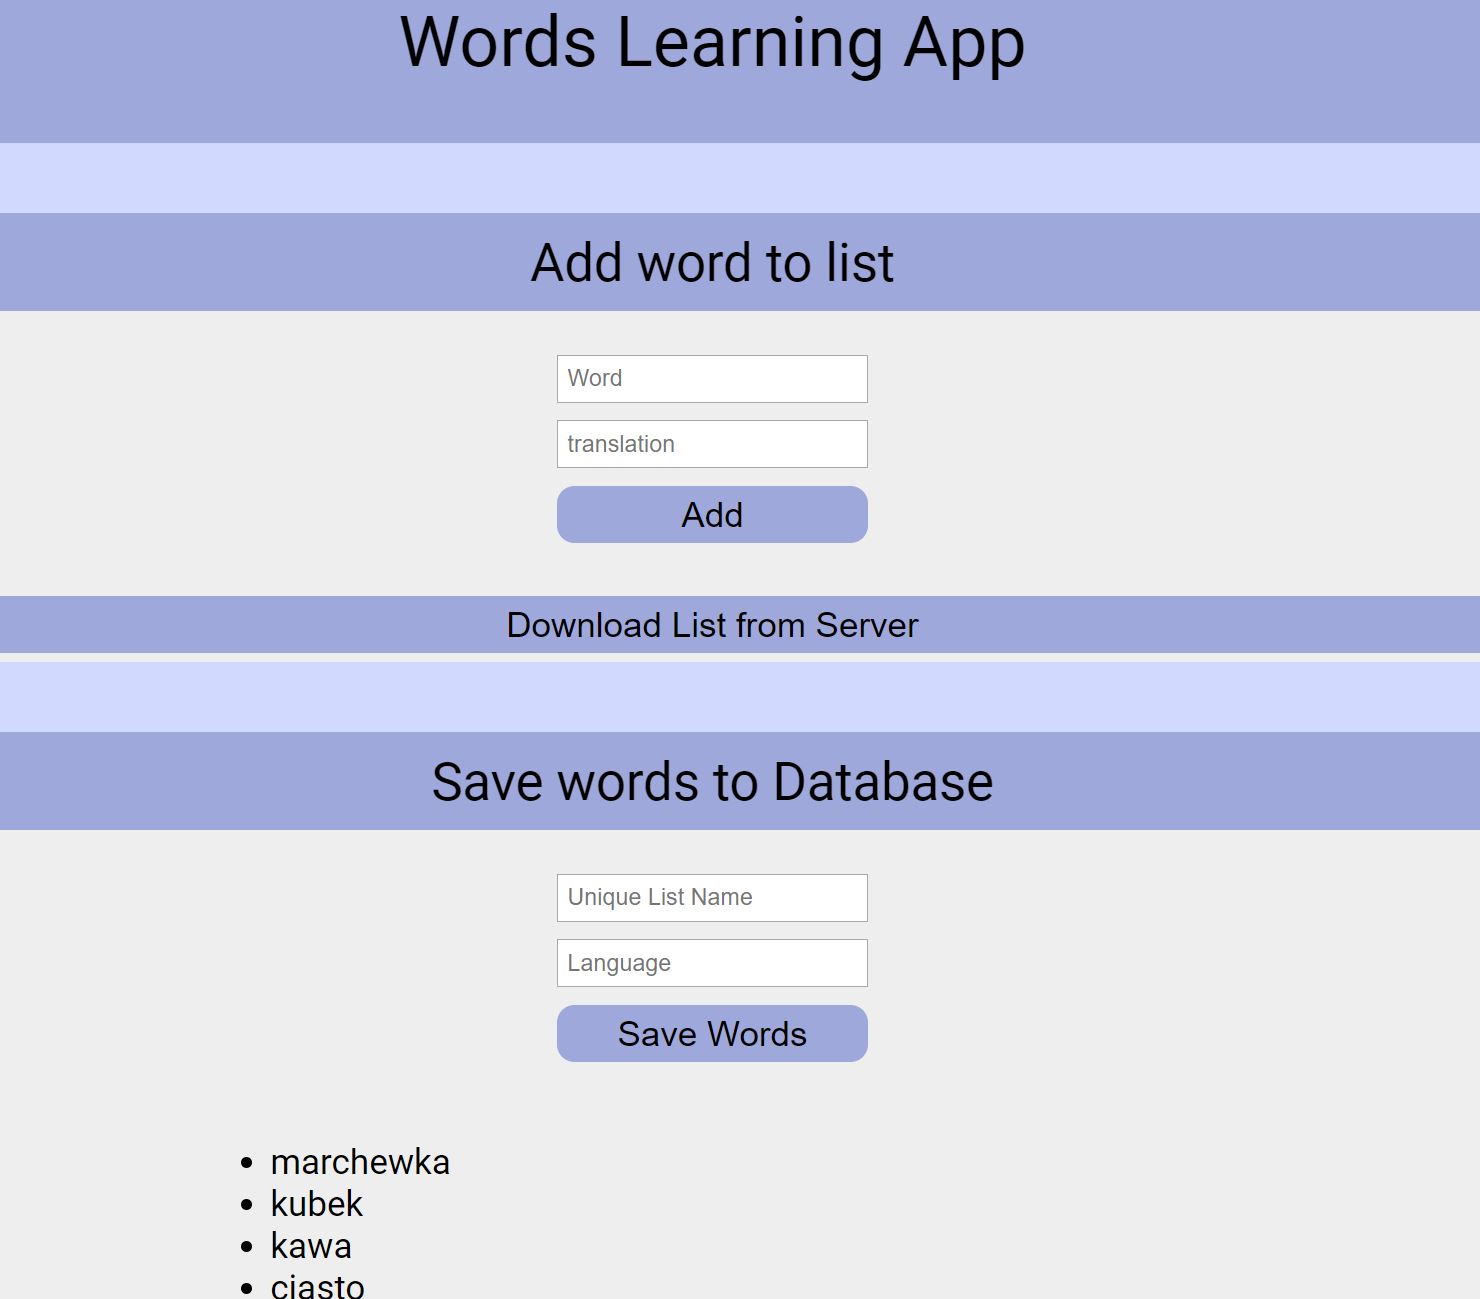 Words Learning App
Add word to list
Word
translation
Add
Download List from Server
Save words to Database
Unique List Name
Language
Save Words
marchewka
kubek
kawa
ciasto